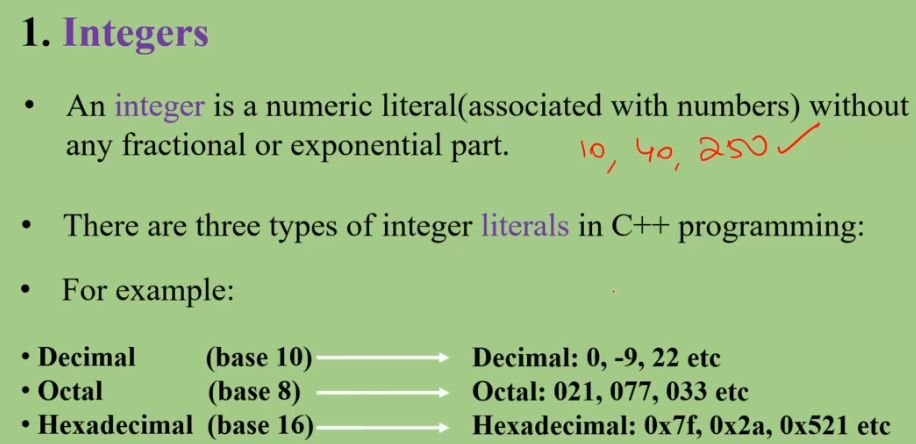 1. Integers
• An integer is a numeric literal(associated with numbers) without
any fractional or exponential part. 10, 40, 250 ✓
• There are three types of integer literals in C++ programming:
• For example:
• Decimal (base 10) → Decimal: 0, -9, 22 etc
• Octal (base 8) → Octal: 021, 077, 033 etc
• Hexadecimal (base 16) → Hexadecimal: 0x7f, 0x2a, 0x521 etc